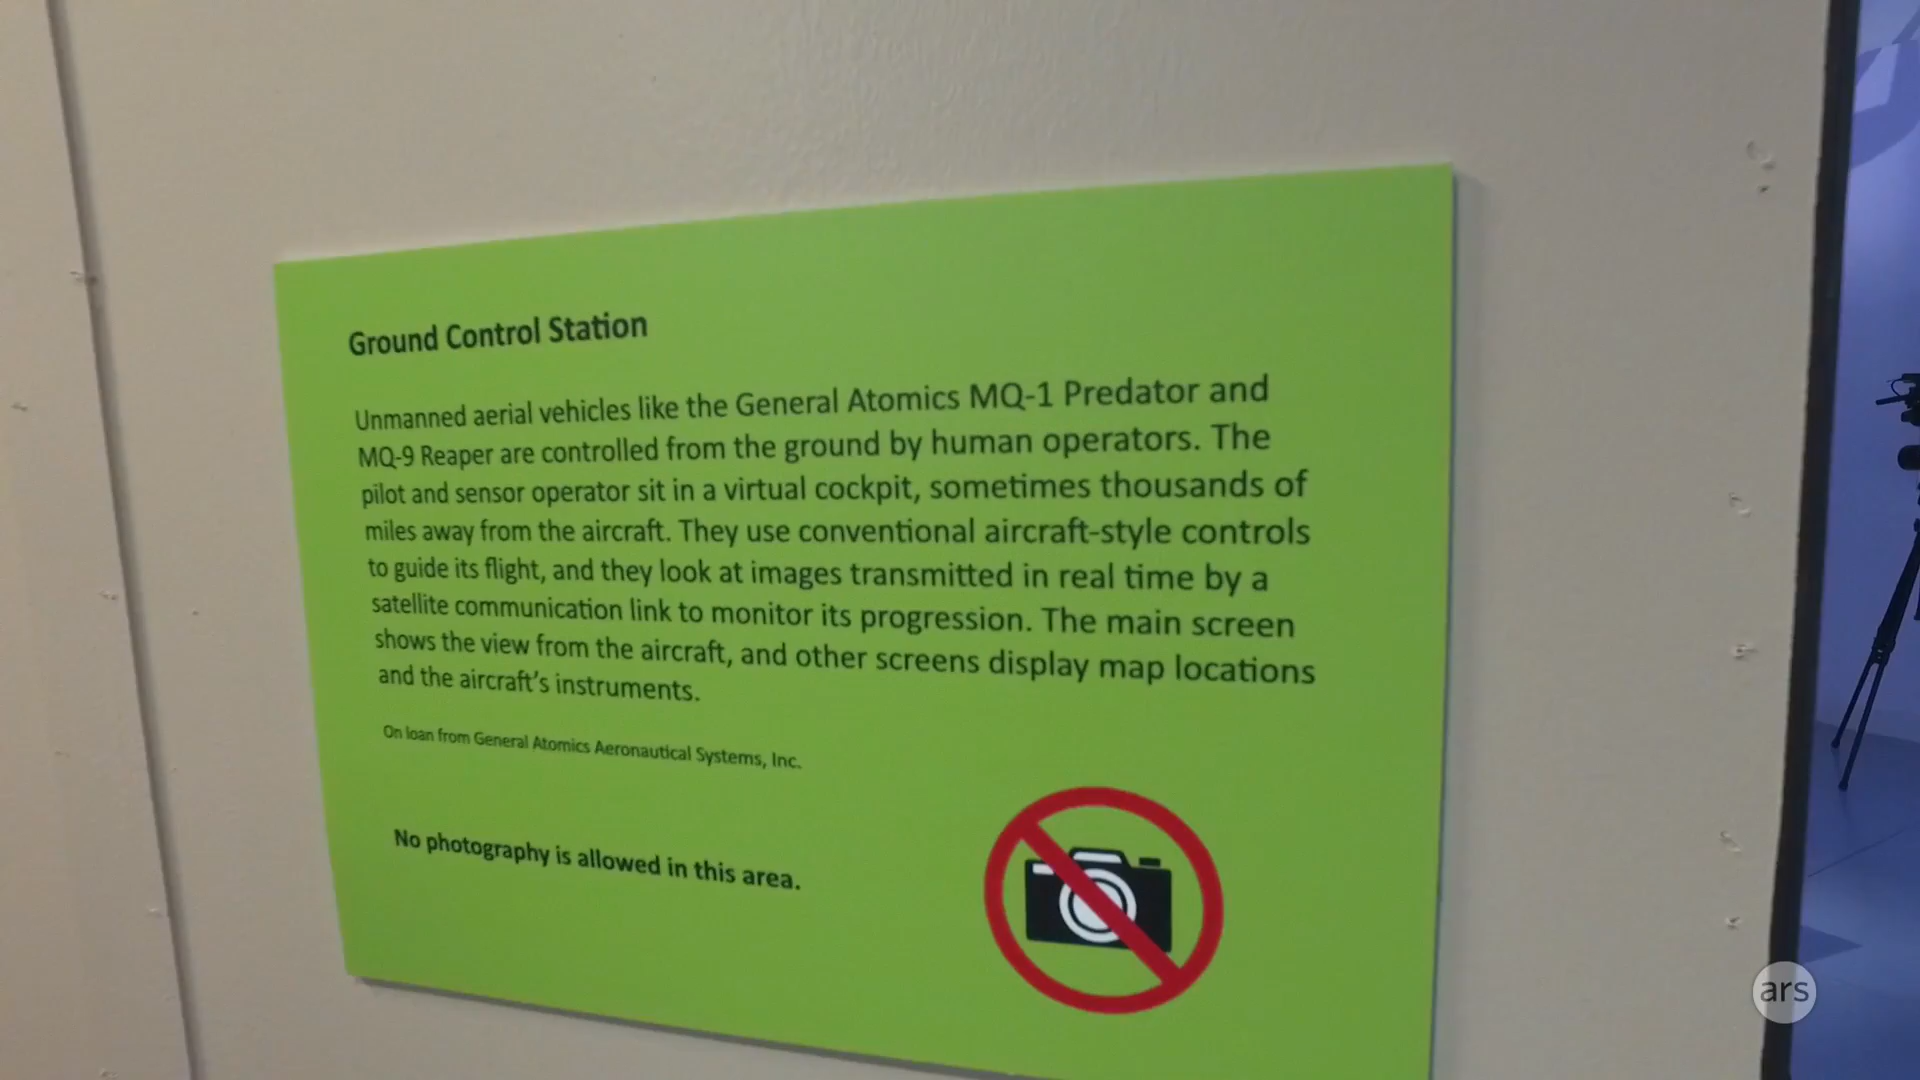 Ground Control Station
Unmanned aerial vehicles like the General Atomics MQ-1 Predator and
MQ-9 Reaper are controlled from the ground by human operators. The
pilot and sensor operator sit in a virtual cockpit, sometimes thousands of
miles away from the aircraft. They use conventional aircraft-style controls
to guide its flight, and they look at images transmitted in real time by a
satellite communication link to monitor its progression. The main screen
shows the view from the aircraft, and other screens display map locations
and the aircraft’s instruments.
On loan from General Atomics Aeronautical Systems, Inc.
No photography is allowed in this area.
ars